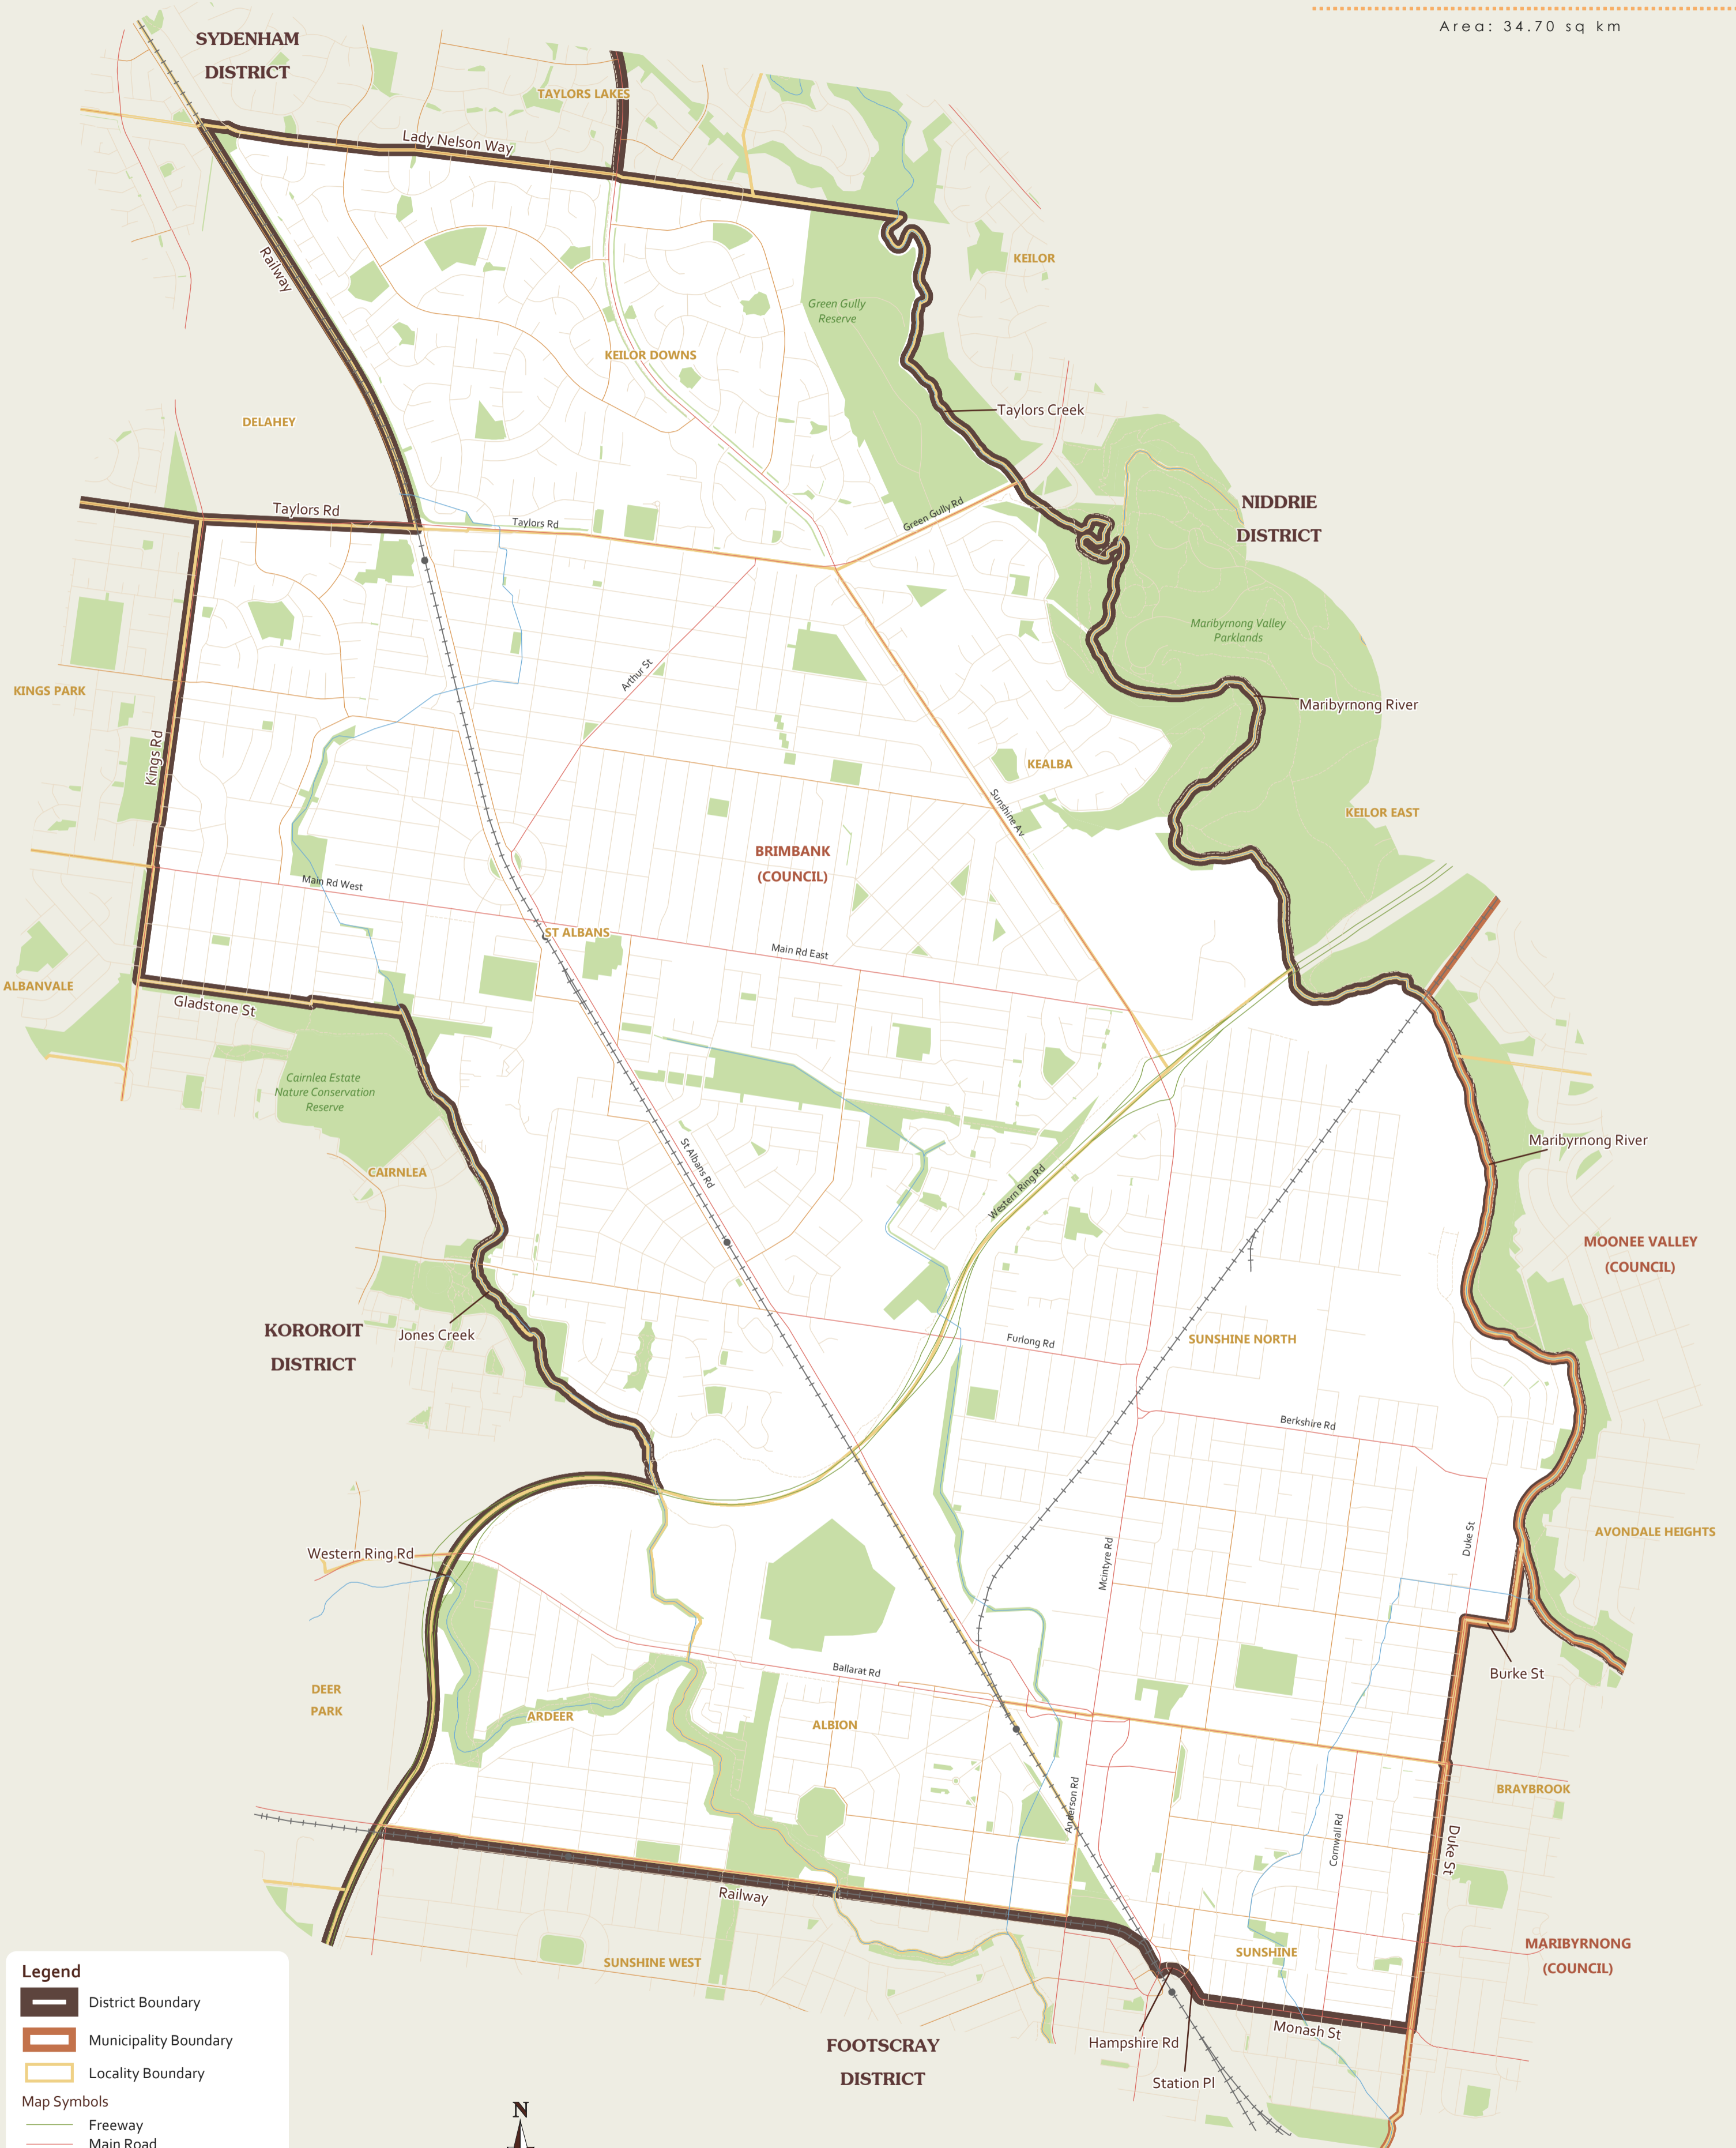 Area: 34.70 sq km
SYDENHAM
DISTRICT
TAYLORS LAKES
Lady Nelson Way
Railway
KEILOR
Green Gully
Reserve
KEILOR DOWNS
Taylors Creek
DELAHEY
NIDDRIE
DISTRICT
Taylors Rd
Taylors Rd
Green Gully Rd
Maribyrnong Valley
Parklands
Arthur St
KINGS PARK
Maribyrnong River
Kings Rd
KEALBA
Sunshine Av
KEILOR EAST
BRIMBANK
(COUNCIL)
Main Rd West
ST ALBANS
Main Rd East
ALBANVALE
Gladstone St
Cairnlea Estate
Nature Conservation
Reserve
Maribyrnong River
CAIRNLEA
St Albans Rd
Western Ring Rd
MOONEE VALLEY
(COUNCIL)
KOROROIT
DISTRICT
Jones Creek
Furlong Rd
SUNSHINE NORTH
Berkshire Rd
AVONDALE HEIGHTS
Duke St
Western Ring Rd
Mcintyre Rd
Ballarat Rd
Burke St
DEER
PARK
ARDEER
ALBION
BRAYBROOK
Anderson Rd
Cornwall Rd
Duke St
Railway
SUNSHINE WEST
SUNSHINE
MARIBYRNONG
(COUNCIL)
Monash St
Hampshire Rd
Station Pl
FOOTSCRAY
DISTRICT
Legend
District Boundary
Municipality Boundary
Locality Boundary
Map Symbols
Freeway
Main Road
N